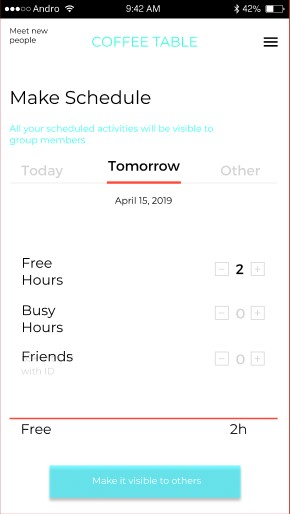 Andro 9:42 AM 42%
Meet new
people
COFFEE TABLE
Make Schedule
All your scheduled activities will be visible to
group members
Today Tomorrow Other
April 15, 2019
Free
Hours
− 2 +
Busy
Hours
− 0 +
Friends
with ID
− 0 +
Free 2h
Make it visible to others